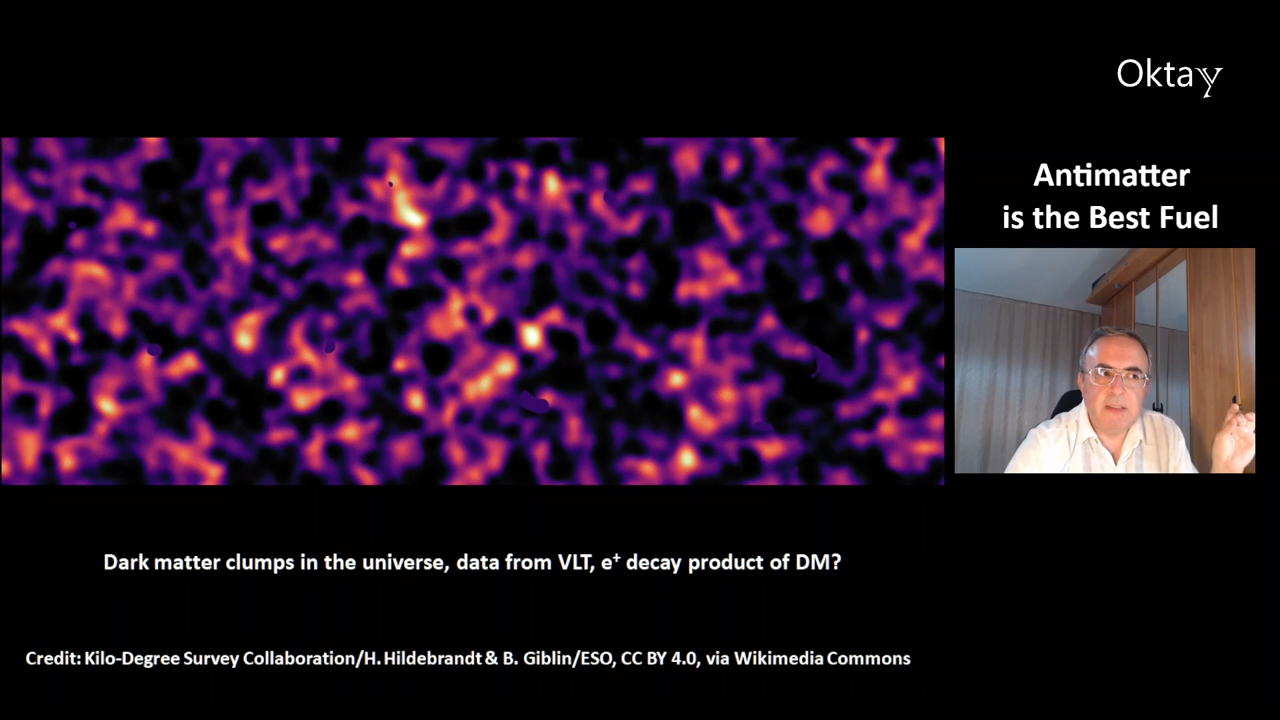 Oktay
Antimatter
is the Best Fuel
Dark matter clumps in the universe, data from VLT, e⁺ decay product of DM?
Credit: Kilo-Degree Survey Collaboration/H. Hildebrandt & B. Giblin/ESO, CC BY 4.0, via Wikimedia Commons